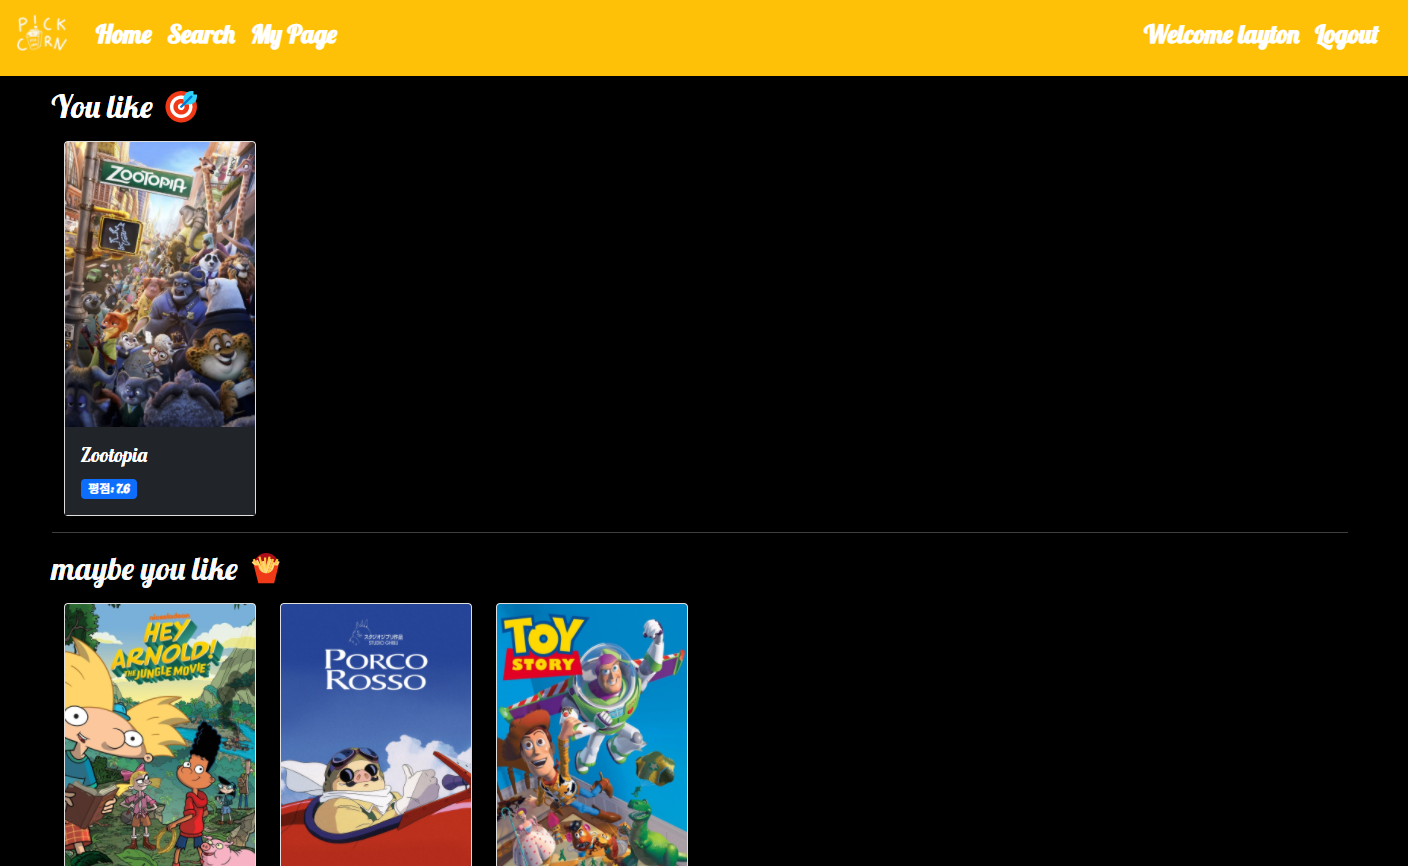 P!CK
CORN
Home Search My Page
Welcome layton Logout
You like
ZOOTOPIA
Zootopia
평점: 7.6
maybe you like
nickelodeon
HEY
ARNOLD!
THE JUNGLE MOVIE
スタジオジブリ作品
STUDIO GHIBLI
PORCO
ROSSO
TOY
STORY